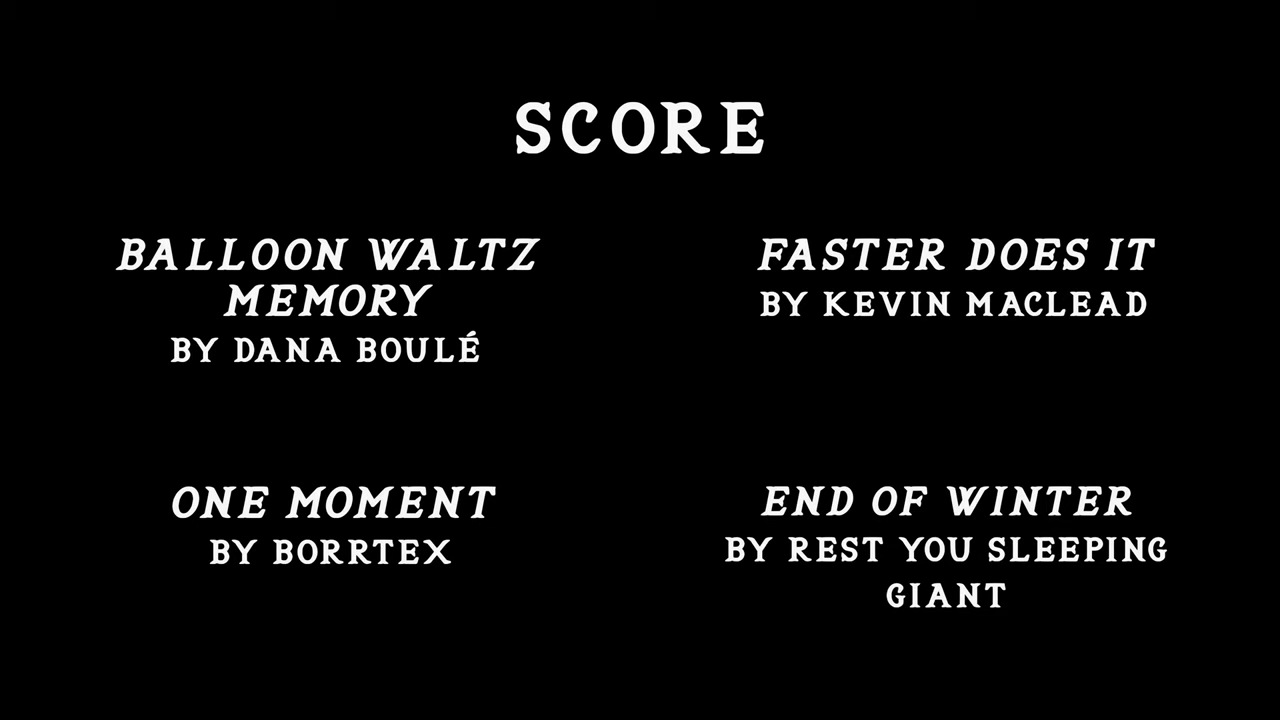 SCORE
BALLOON WALTZ
MEMORY
BY DANA BOULÉ
FASTER DOES IT
BY KEVIN MACLEAD
ONE MOMENT
BY BORRTEX
END OF WINTER
BY REST YOU SLEEPING
GIANT